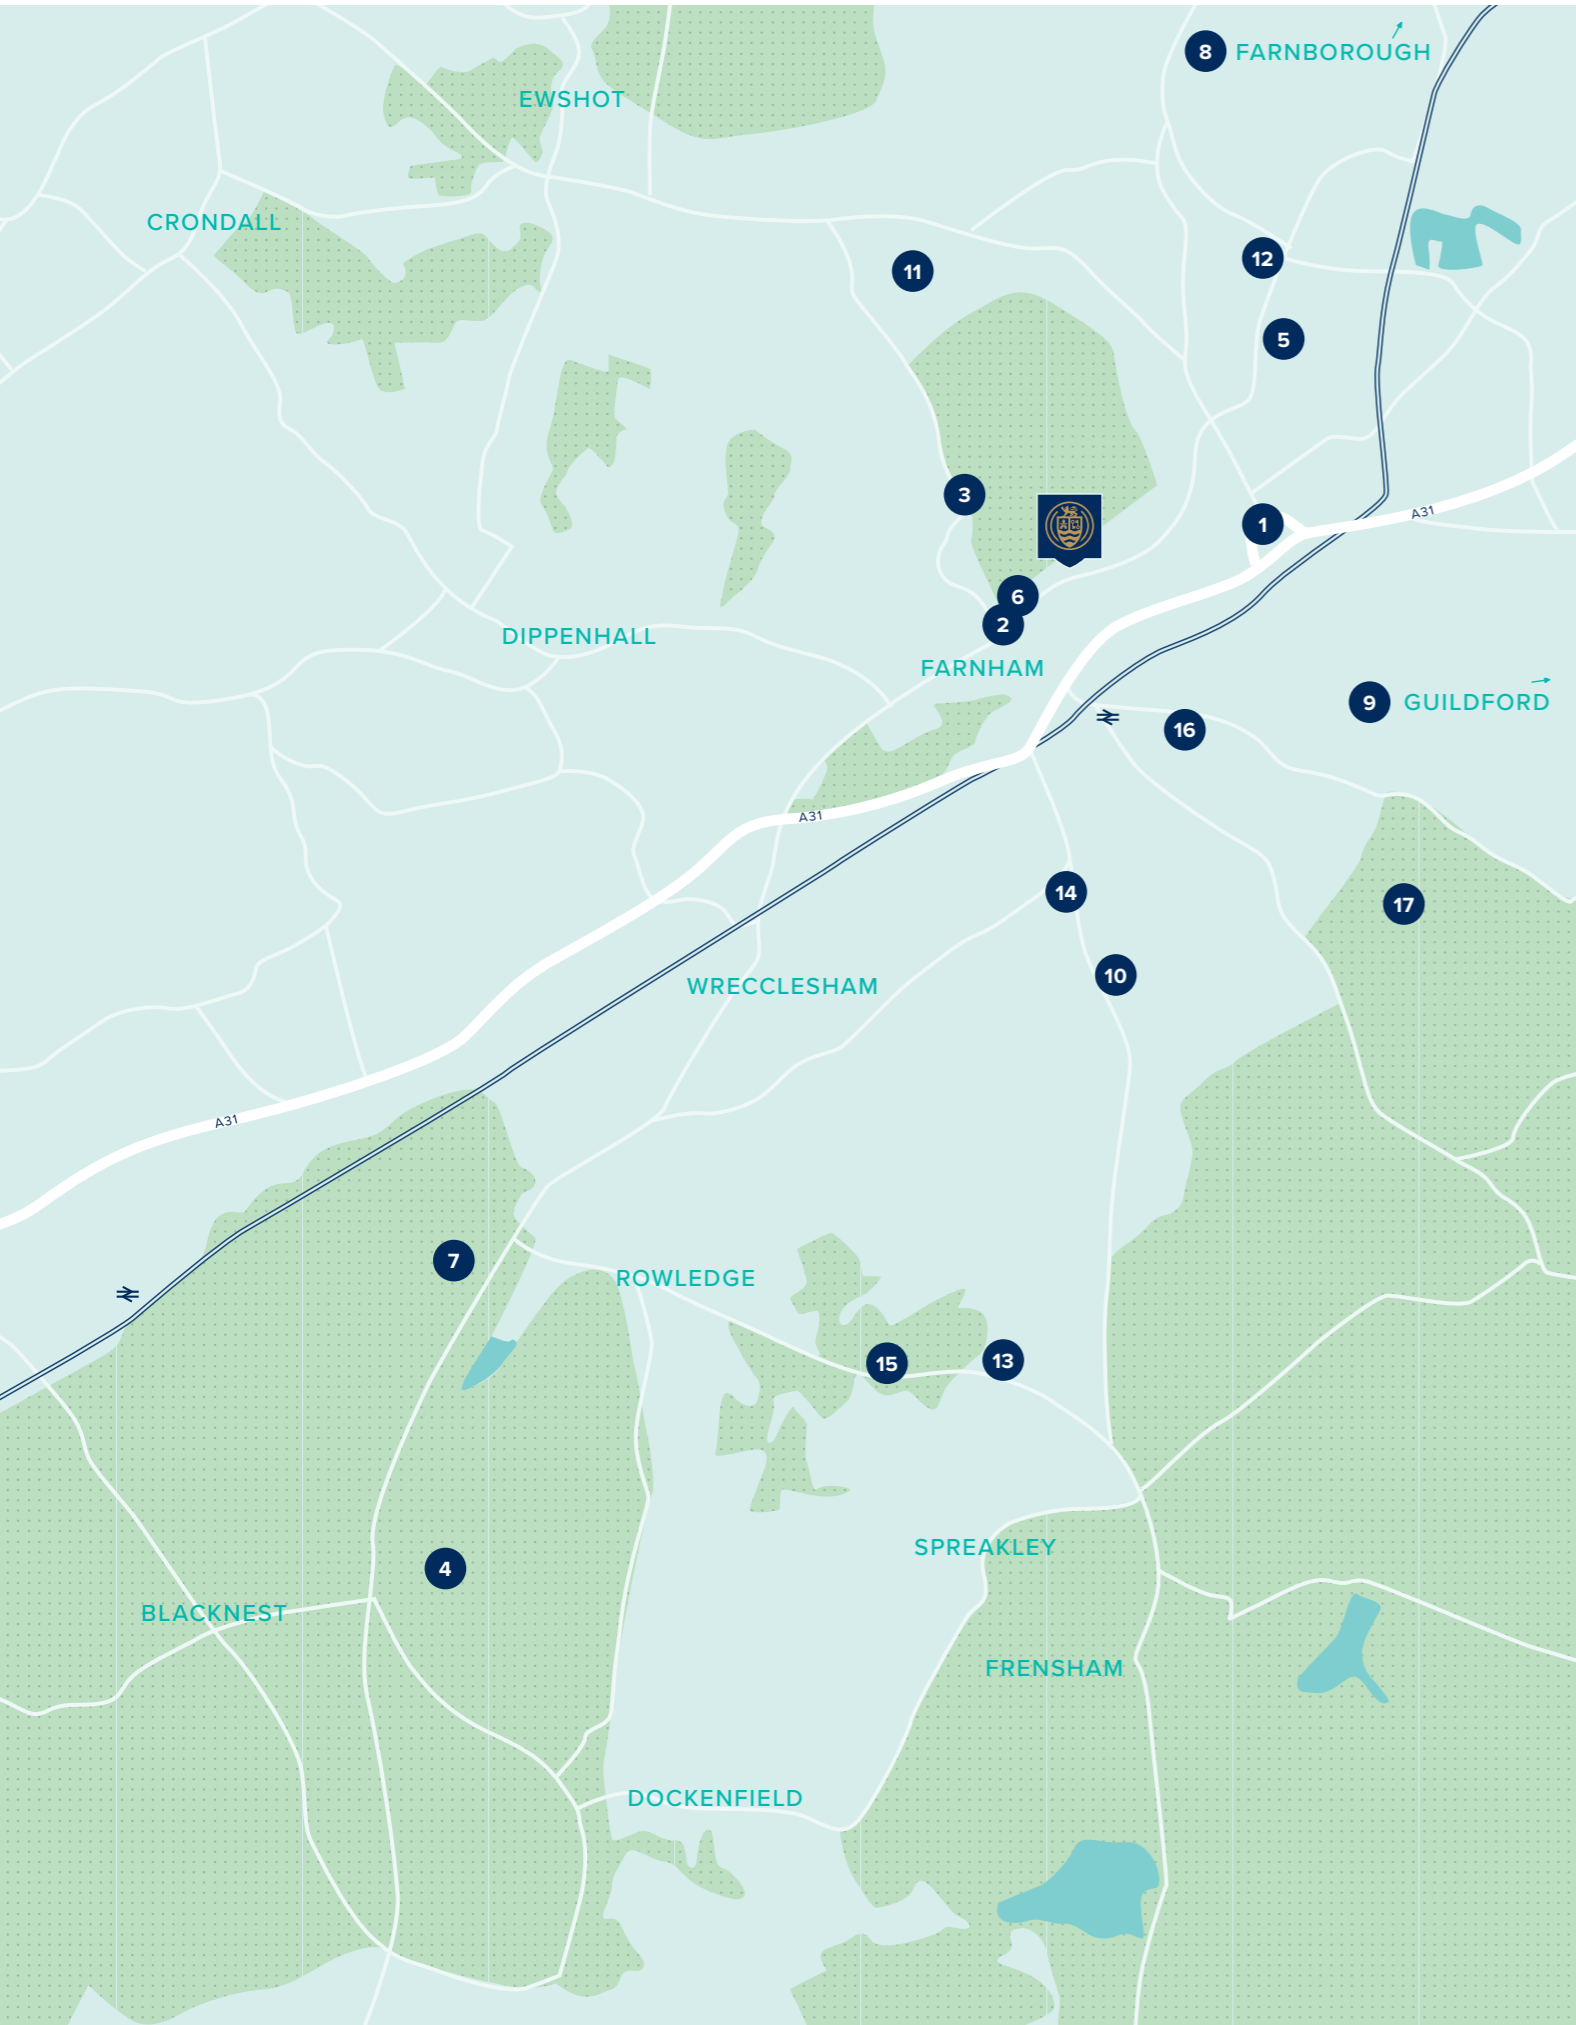 8 FARNBOROUGH
EWSHOT
CRONDALL
12
11
5
3
A31
1
6
2
DIPPENHALL
FARNHAM
9 GUILDFORD
16
A31
14
17
10
WRECCLESHAM
A31
7
ROWLEDGE
15
13
SPREAKLEY
4
BLACKNEST
FRENSHAM
DOCKENFIELD